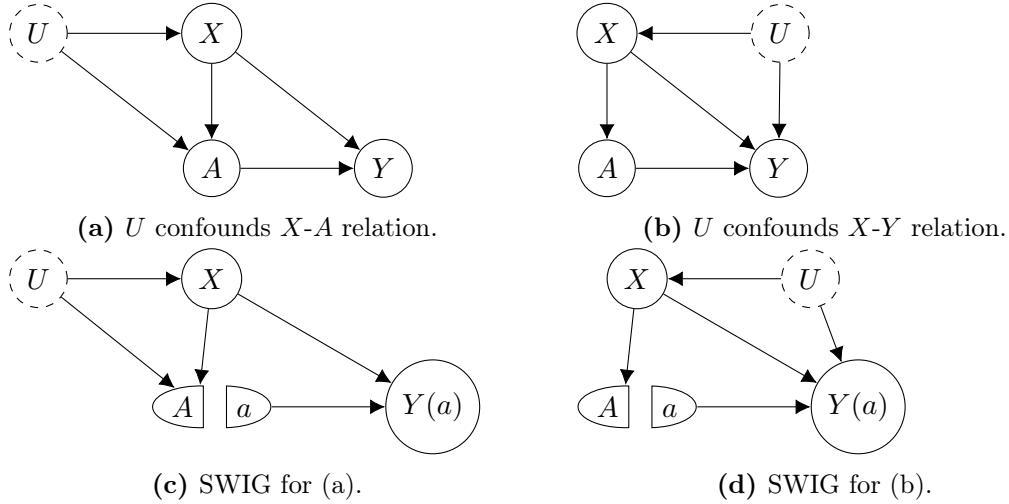 U X X U
A Y A Y
(a) U confounds X-A relation. (b) U confounds X-Y relation.
U X X U
A a Y(a) A a Y(a)
(c) SWIG for (a). (d) SWIG for (b).